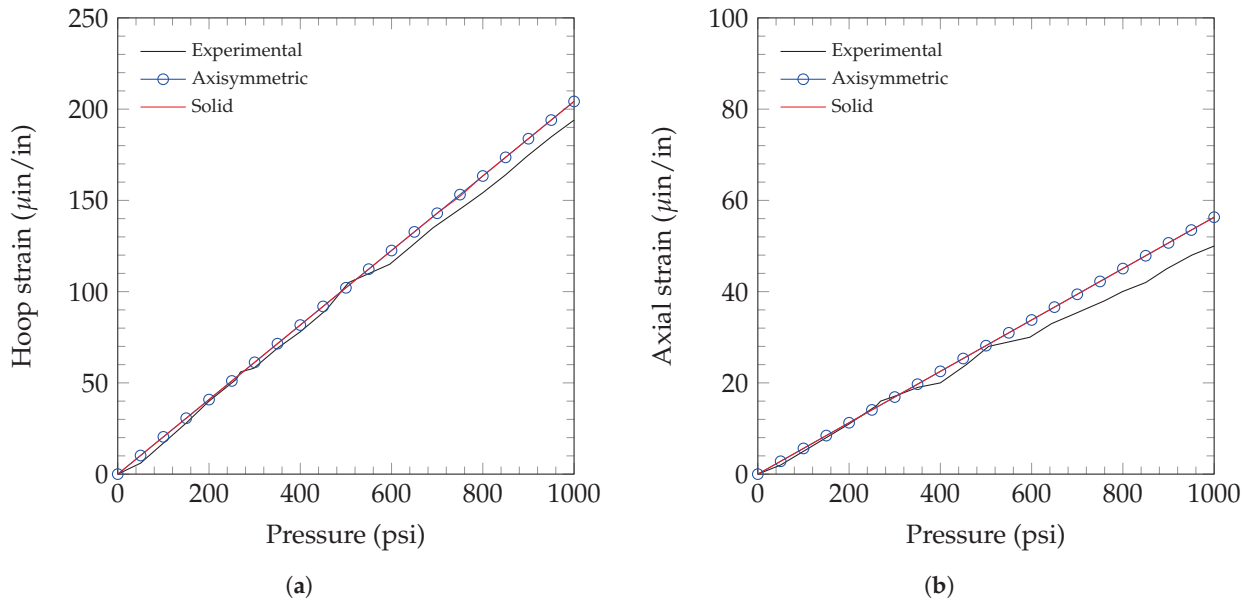 250
200
150
100
50
0
Hoop strain (μin/in)
Experimental
Axisymmetric
Solid
0 200 400 600 800 1000
Pressure (psi)
(a)
100
80
60
40
20
0
Axial strain (μin/in)
Experimental
Axisymmetric
Solid
0 200 400 600 800 1000
Pressure (psi)
(b)